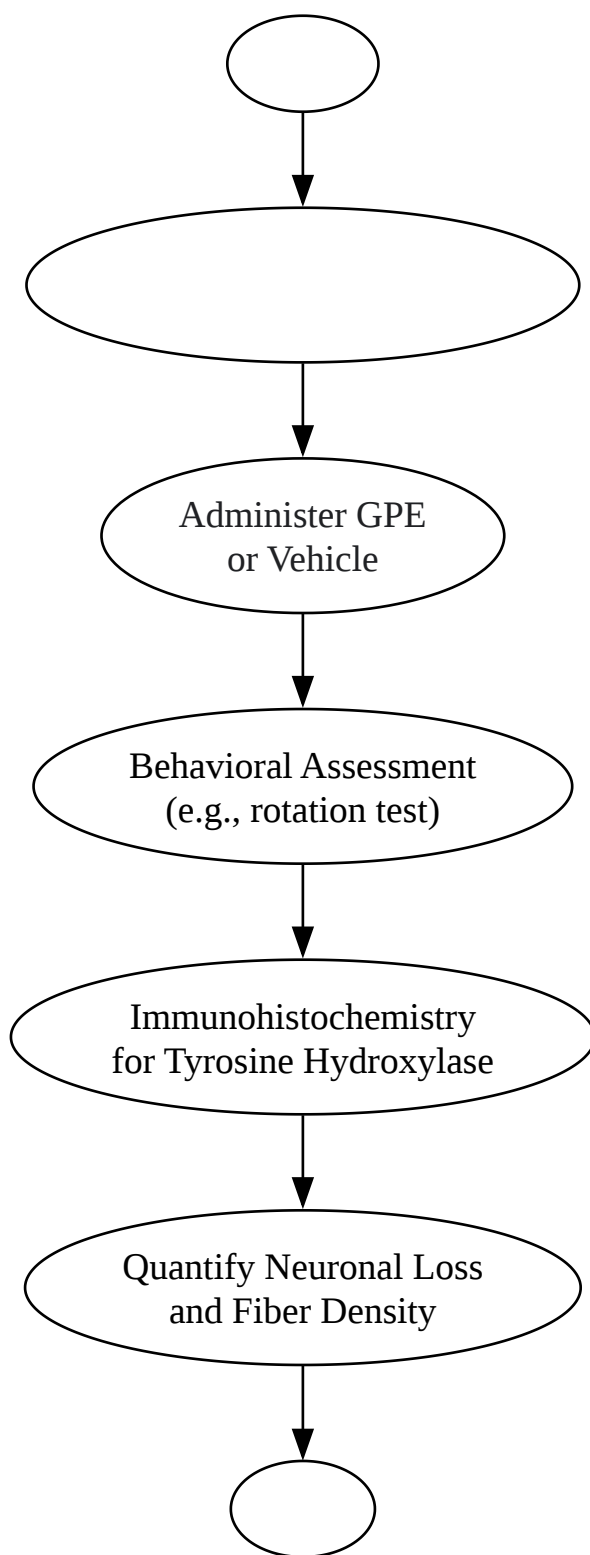 Administer GPE
or Vehicle
Behavioral Assessment
(e.g., rotation test)
Immunohistochemistry
for Tyrosine Hydroxylase
Quantify Neuronal Loss
and Fiber Density